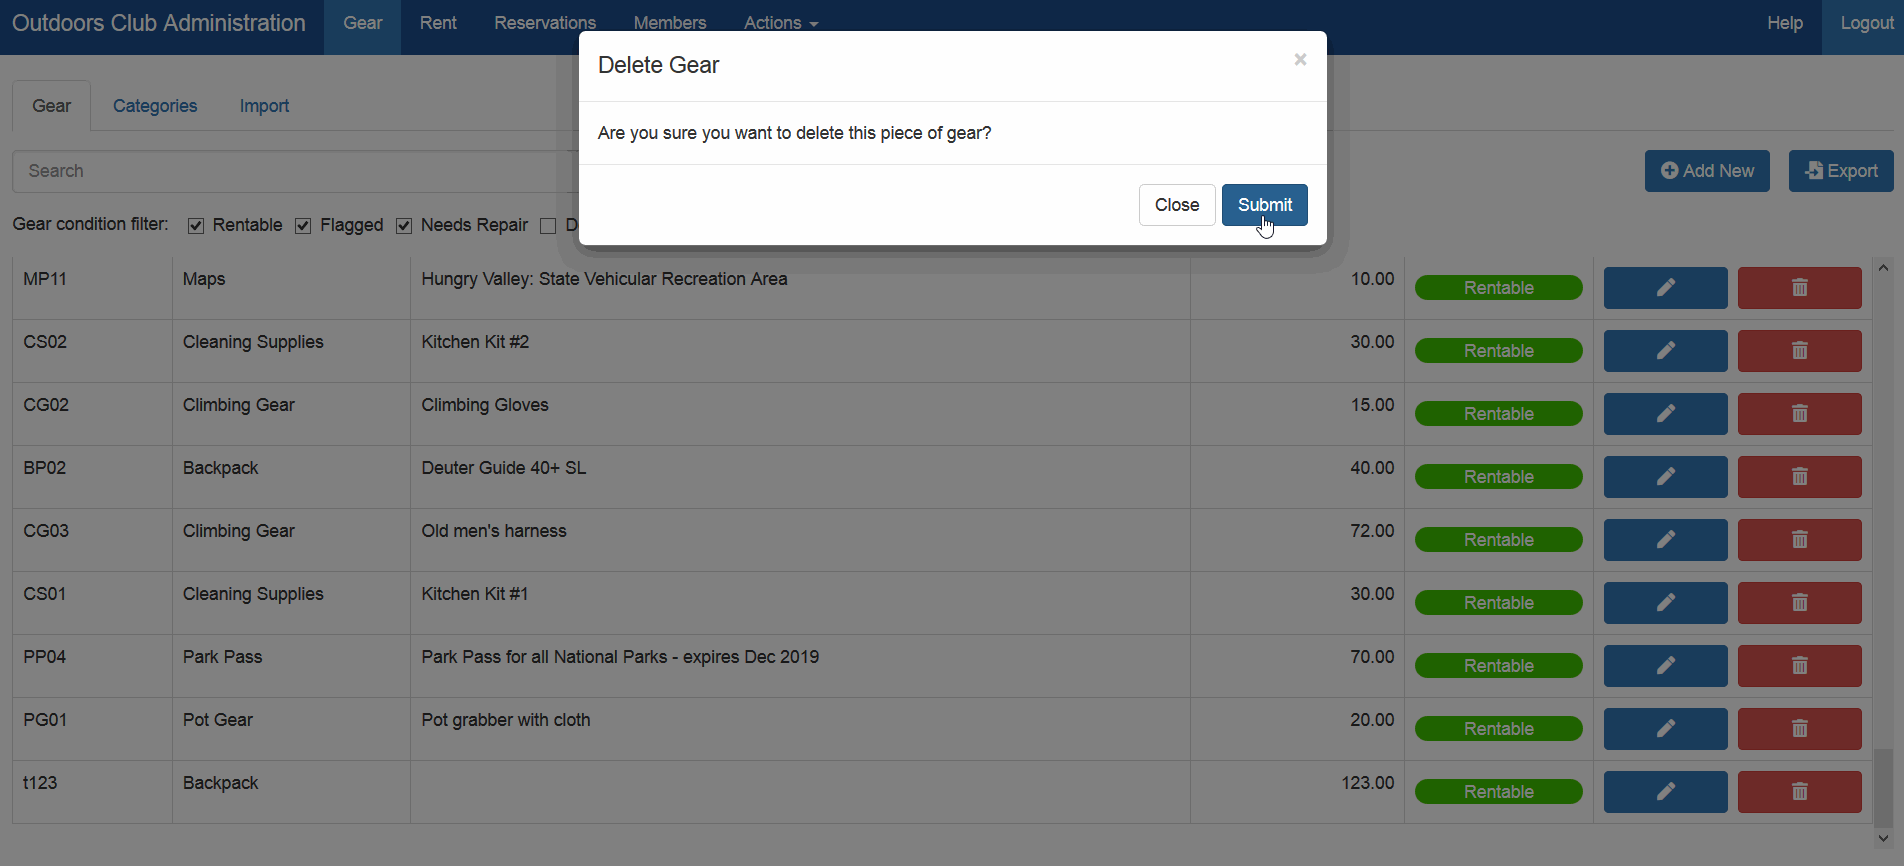 Outdoors Club Administration Gear Rent Reservations Members Actions Help Logout
Delete Gear ×
Are you sure you want to delete this piece of gear?
Close Submit
Gear Categories Import
Search Add New Export
Gear condition filter: Rentable Flagged Needs Repair
MP11 Maps Hungry Valley: State Vehicular Recreation Area 10.00 Rentable
CS02 Cleaning Supplies Kitchen Kit #2 30.00 Rentable
CG02 Climbing Gear Climbing Gloves 15.00 Rentable
BP02 Backpack Deuter Guide 40+ SL 40.00 Rentable
CG03 Climbing Gear Old men's harness 72.00 Rentable
CS01 Cleaning Supplies Kitchen Kit #1 30.00 Rentable
PP04 Park Pass Park Pass for all National Parks - expires Dec 2019 70.00 Rentable
PG01 Pot Gear Pot grabber with cloth 20.00 Rentable
t123 Backpack 123.00 Rentable